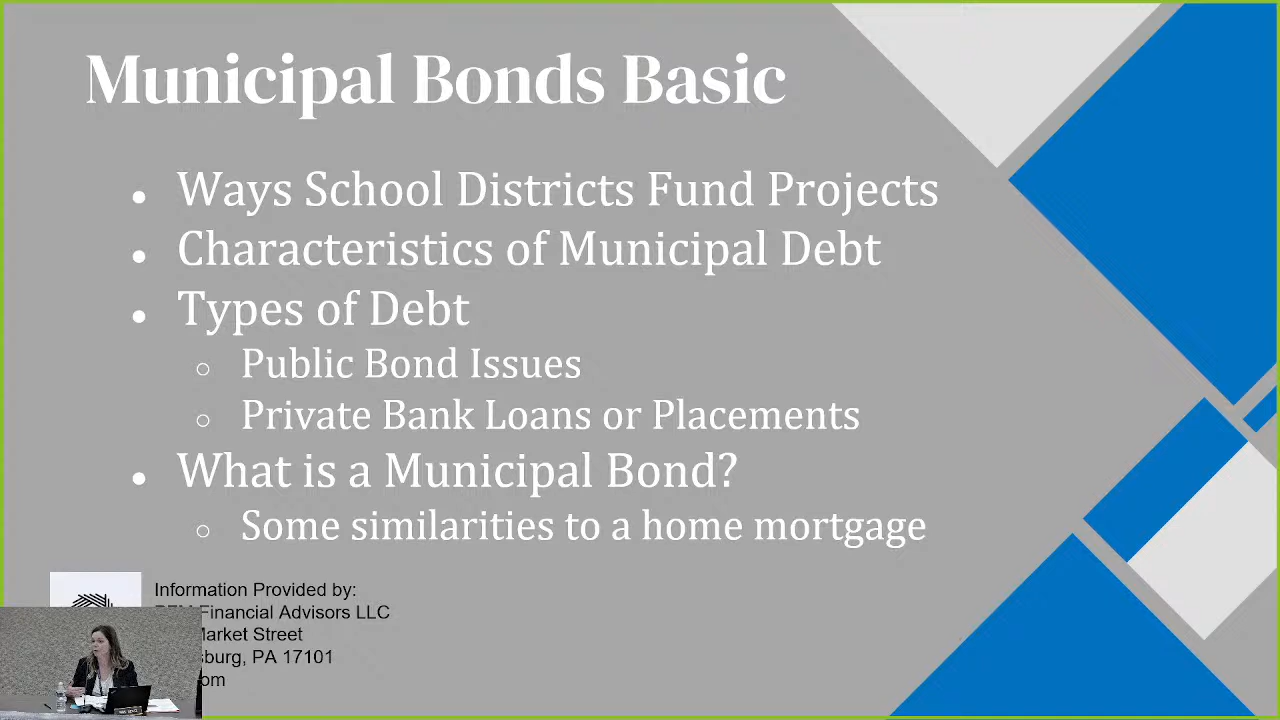 Municipal Bonds Basic
● Ways School Districts Fund Projects
● Characteristics of Municipal Debt
● Types of Debt
○ Public Bond Issues
○ Private Bank Loans or Placements
● What is a Municipal Bond?
○ Some similarities to a home mortgage
Information Provided by:
Financial Advisors LLC
Market Street
PA 17101